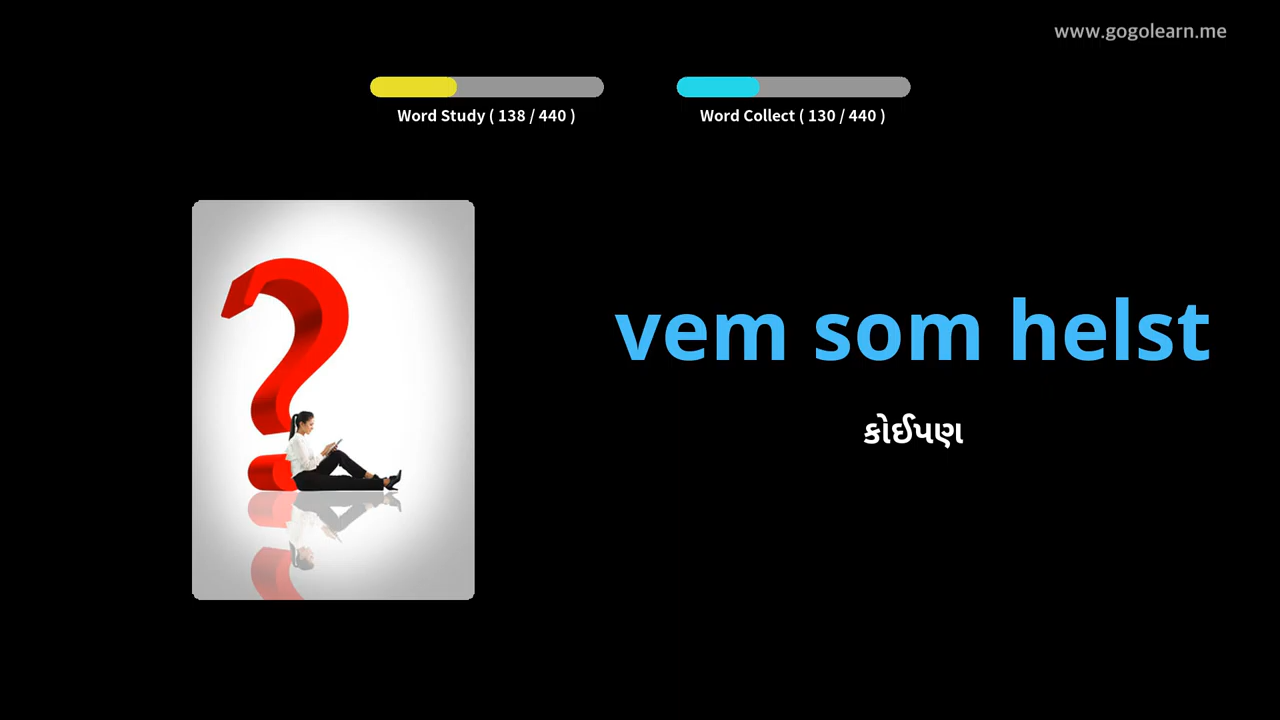 www.gogolearn.me
Word Study ( 138 / 440 )
Word Collect ( 130 / 440 )
vem som helst
કોઈપણ